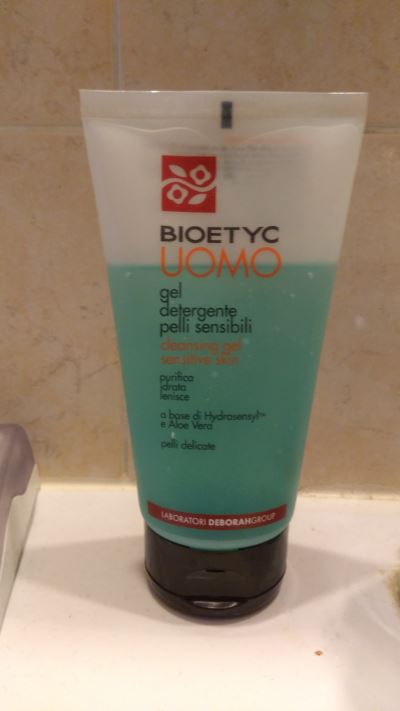 BIOETYC
UOMO
gel
detergente
pelli sensibili
cleansing gel
sensitive skin
purifica
idrata
lenisce
a base di Hydrasensyl™
e Aloe Vera
pelli delicate
LABORATORI DEBORAHGROUP